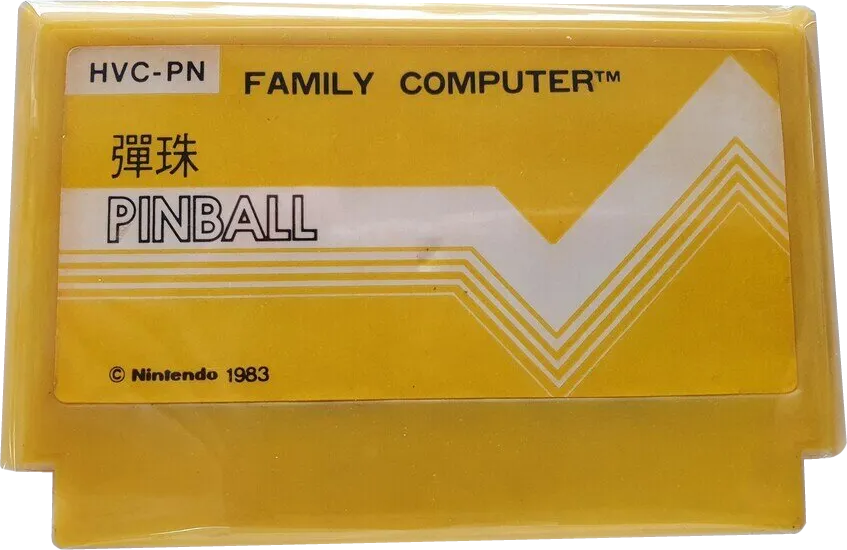 HVC-PN
FAMILY COMPUTER™
彈珠
PINBALL
© Nintendo 1983